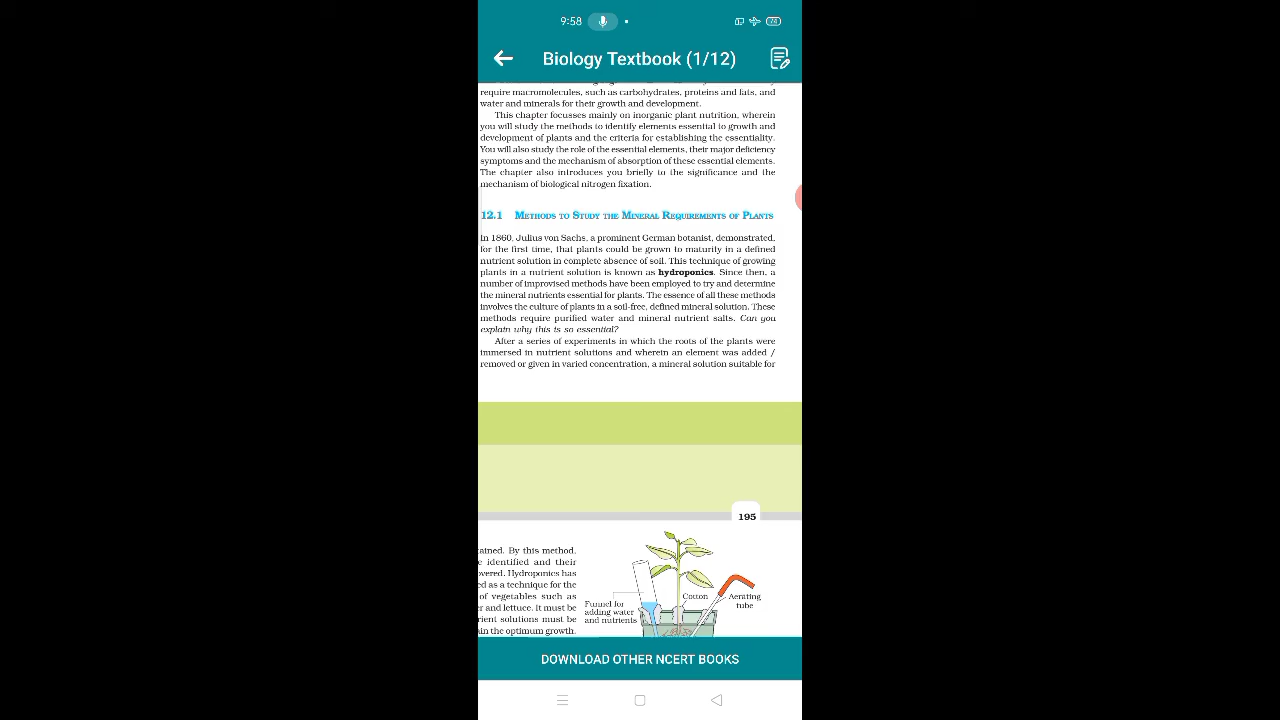 9:58
74
Biology Textbook (1/12)
require macromolecules, such as carbohydrates, proteins and fats, and
water and minerals for their growth and development.
This chapter focusses mainly on inorganic plant nutrition, wherein
you will study the methods to identify elements essential to growth and
development of plants and the criteria for establishing the essentiality.
You will also study the role of the essential elements, their major deficiency
symptoms and the mechanism of absorption of these essential elements.
The chapter also introduces you briefly to the significance and the
mechanism of biological nitrogen fixation.
12.1 Methods to Study the Mineral Requirements of Plants
In 1860, Julius von Sachs, a prominent German botanist, demonstrated,
for the first time, that plants could be grown to maturity in a defined
nutrient solution in complete absence of soil. This technique of growing
plants in a nutrient solution is known as hydroponics. Since then, a
number of improvised methods have been employed to try and determine
the mineral nutrients essential for plants. The essence of all these methods
involves the culture of plants in a soil-free, defined mineral solution. These
methods require purified water and mineral nutrient salts. Can you
explain why this is so essential?
After a series of experiments in which the roots of the plants were
immersed in nutrient solutions and wherein an element was added /
removed or given in varied concentration, a mineral solution suitable for
195
tained. By this method,
e identified and their
overed. Hydroponics has
ed as a technique for the
of vegetables such as
er and lettuce. It must be
rient solutions must be
ain the optimum growth.
Funnel for
adding water
and nutrients
Cotton
Aerating
tube
DOWNLOAD OTHER NCERT BOOKS